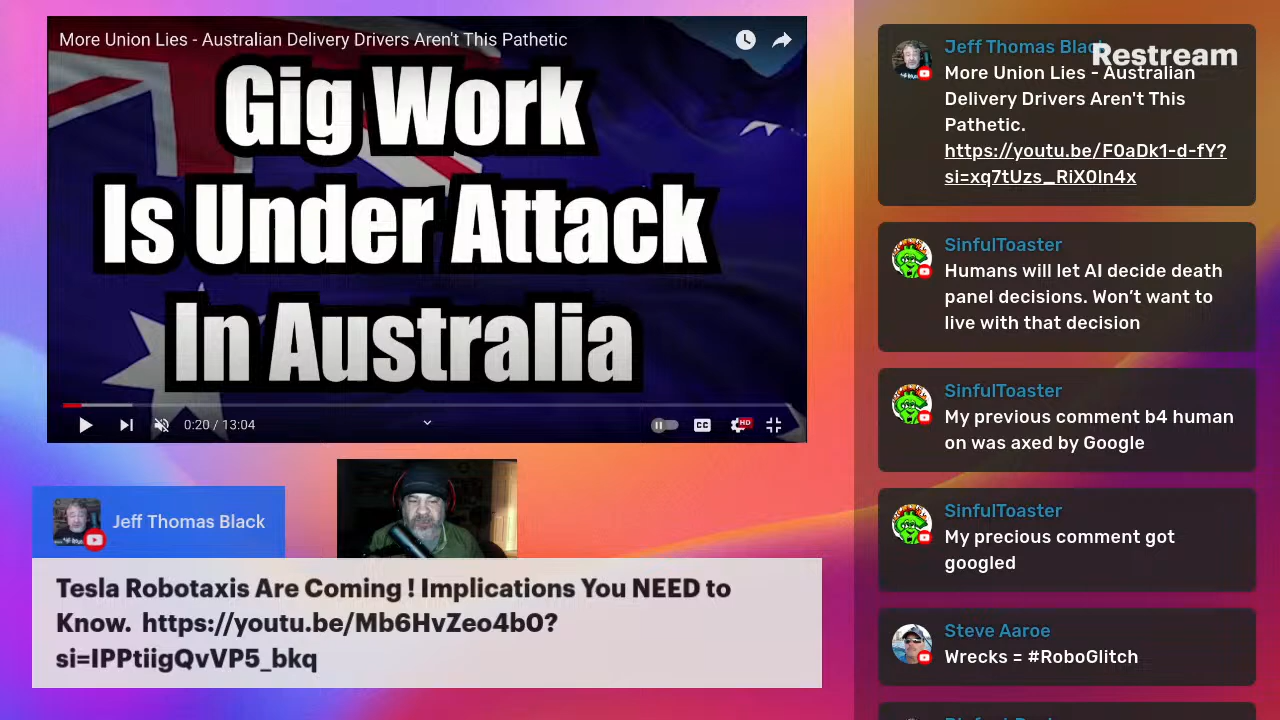 More Union Lies - Australian Delivery Drivers Aren't This Pathetic
Gig Work
Is Under Attack
In Australia
0:20 / 13:04
CC
HD
Jeff Thomas Black
Tesla Robotaxis Are Coming ! Implications You NEED to
Know. https://youtu.be/Mb6HvZeo4b0?
si=IPPtiigQvVP5_bkq
Restream
Jeff Thomas Black
More Union Lies - Australian
Delivery Drivers Aren't This
Pathetic.
https://youtu.be/F0aDk1-d-fY?
si=xq7tUzs_RiX0ln4x
SinfulToaster
Humans will let AI decide death
panel decisions. Won’t want to
live with that decision
SinfulToaster
My previous comment b4 human
on was axed by Google
SinfulToaster
My precious comment got
googled
Steve Aaroe
Wrecks = #RoboGlitch